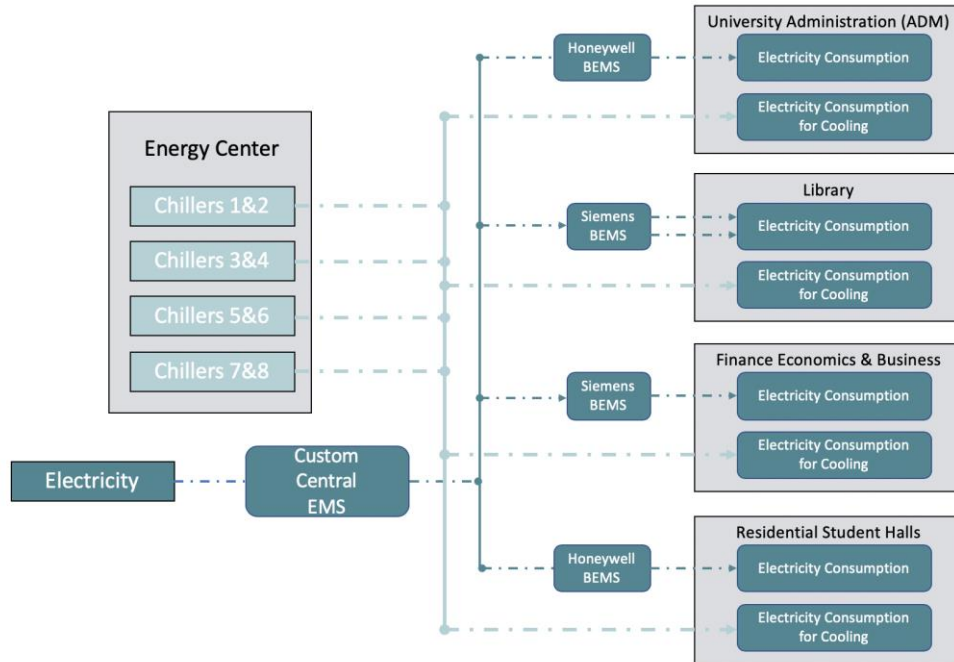 University Administration (ADM)
Honeywell
BEMS
Electricity Consumption
Electricity Consumption
for Cooling
Energy Center
Chillers 1&2
Chillers 3&4
Chillers 5&6
Chillers 7&8
Library
Siemens
BEMS
Electricity Consumption
Electricity Consumption
for Cooling
Finance Economics & Business
Siemens
BEMS
Electricity Consumption
Electricity Consumption
for Cooling
Electricity
Custom
Central
EMS
Residential Student Halls
Honeywell
BEMS
Electricity Consumption
Electricity Consumption
for Cooling